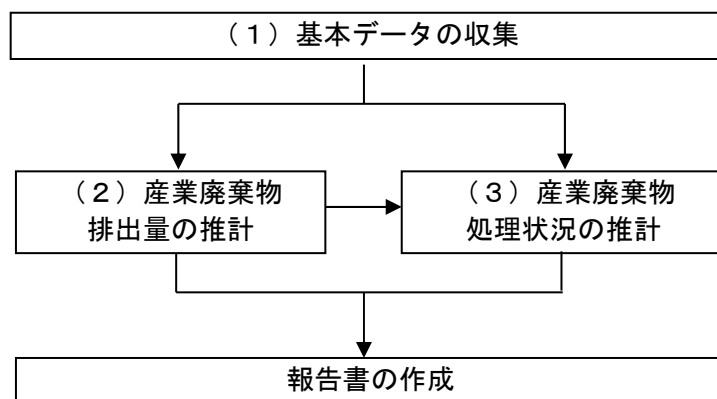 （１）基本データの収集
（２）産業廃棄物
排出量の推計
（３）産業廃棄物
処理状況の推計
報告書の作成